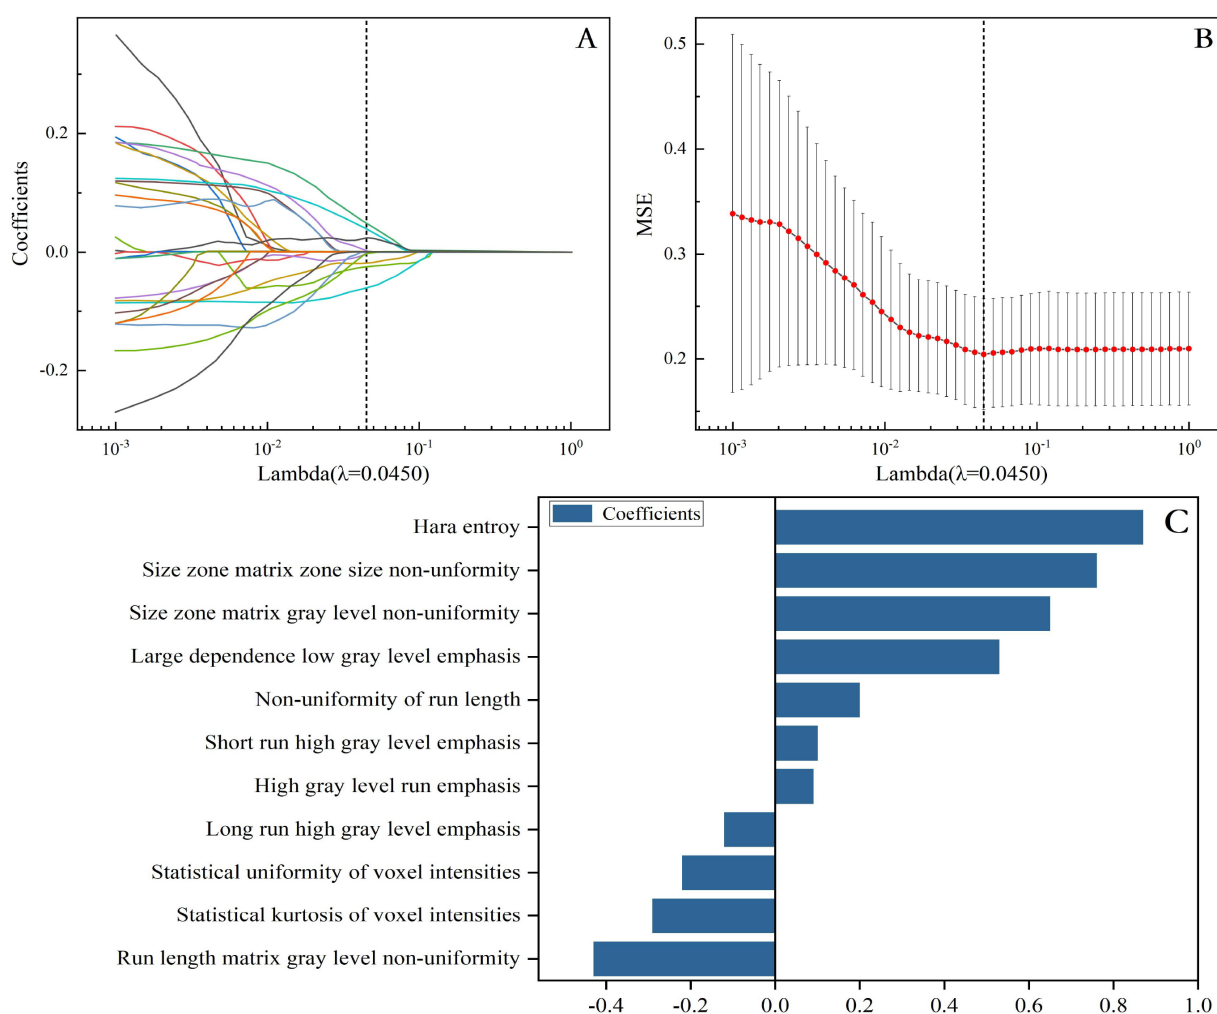 A
Coefficients
0.2
0.0
-0.2
10-3
10-2
10-1
100
Lambda(λ=0.0450)
B
MSE
0.5
0.4
0.3
0.2
10-3
10-2
10-1
100
Lambda(λ=0.0450)
C
Coefficients
Hara entroy
Size zone matrix zone size non-unformity
Size zone matrix gray level non-uniformity
Large dependence low gray level emphasis
Non-uniformity of run length
Short run high gray level emphasis
High gray level run emphasis
Long run high gray level emphasis
Statistical uniformity of voxel intensities
Statistical kurtosis of voxel intensities
Run length matrix gray level non-uniformity
-0.4
-0.2
0.0
0.2
0.4
0.6
0.8
1.0